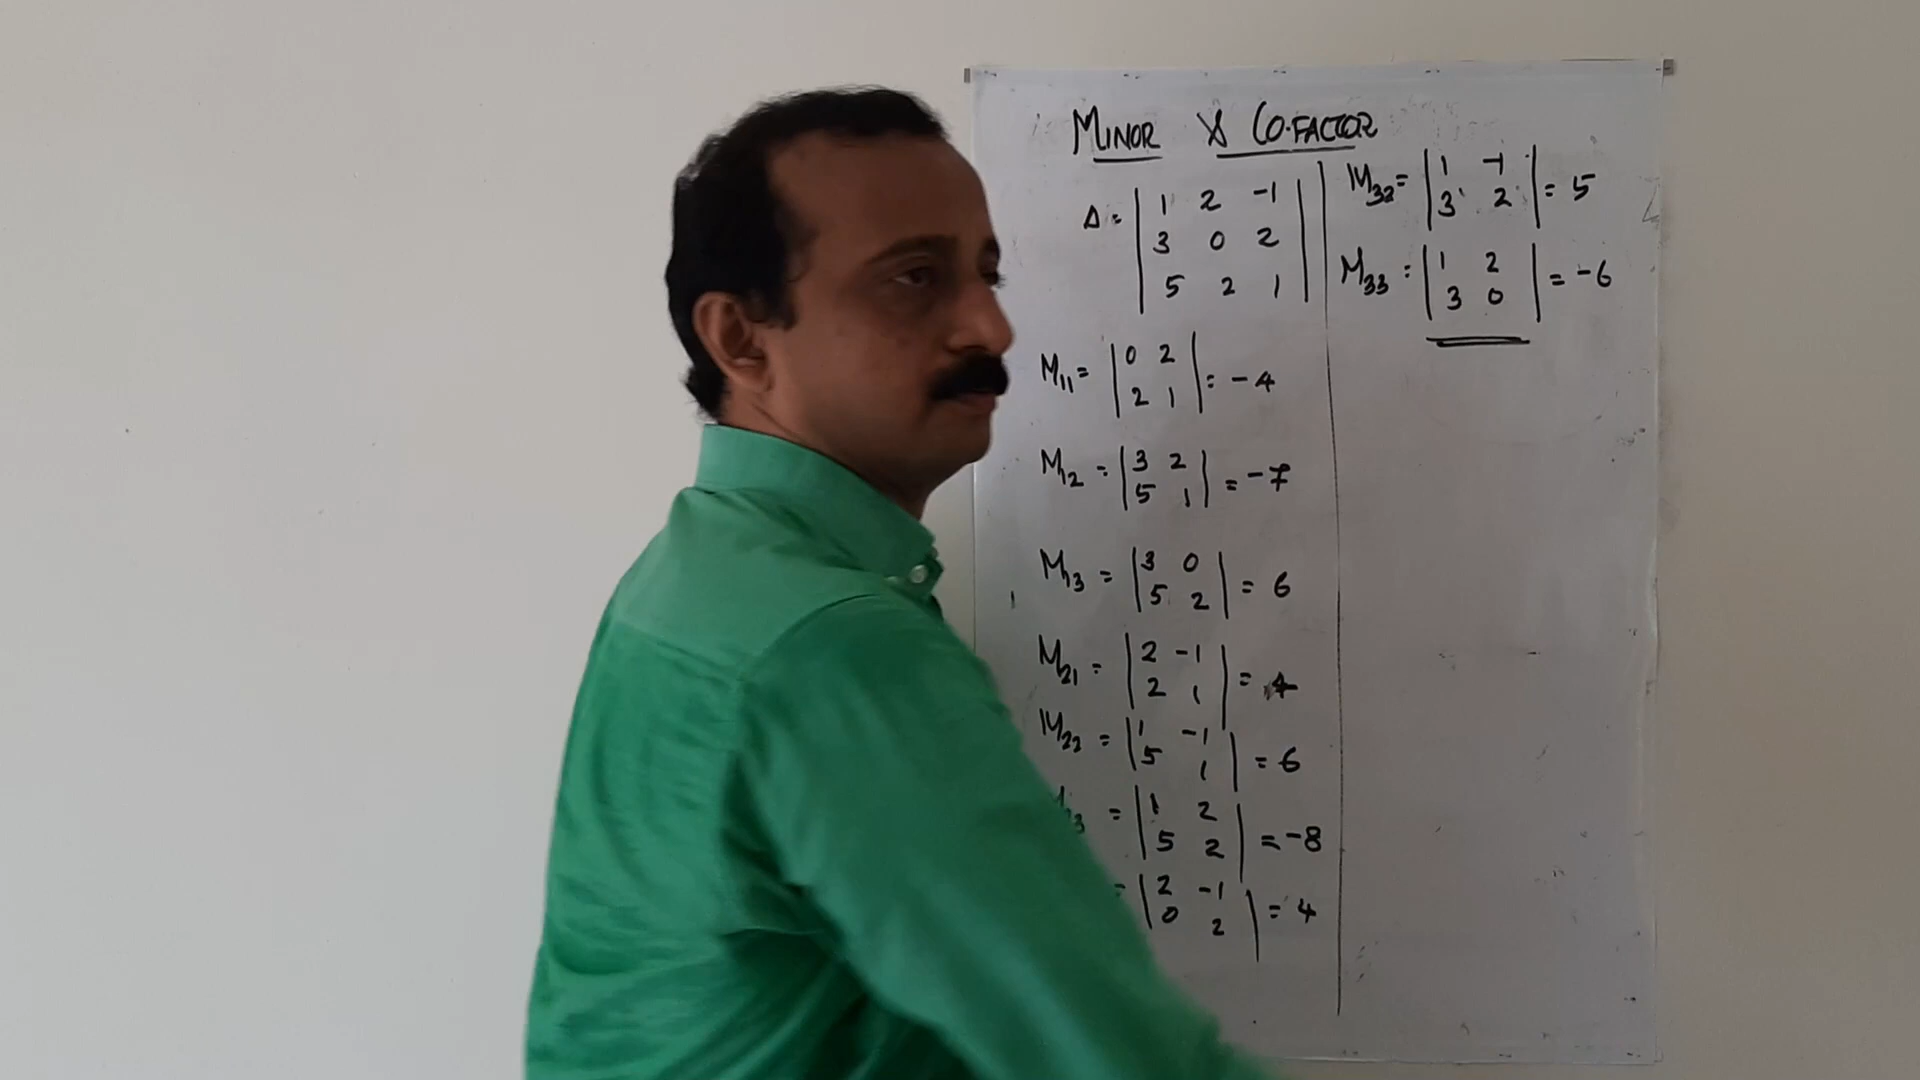 MINOR & CO.FACTOR
Δ = | 1 2 -1 |
| 3 0 2 |
| 5 2 1 |
M11 = | 0 2 | = -4
| 2 1 |
M12 = | 3 2 | = -7
| 5 1 |
M13 = | 3 0 | = 6
| 5 2 |
M21 = | 2 -1 | = 4
| 2 1 |
M22 = | 1 -1 | = 6
| 5 1 |
= | 1 2 | = -8
| 5 2 |
= | 2 -1 | = 4
| 0 2 |
M32 = | 1 -1 | = 5
| 3 2 |
M33 = | 1 2 | = -6
| 3 0 |